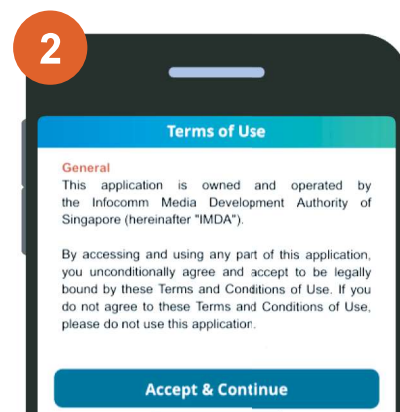 2
Terms of Use
General
This application is owned and operated by
the Infocomm Media Development Authority of
Singapore (hereinafter "IMDA").
By accessing and using any part of this application,
you unconditionally agree and accept to be legally
bound by these Terms and Conditions of Use. If you
do not agree to these Terms and Conditions of Use,
please do not use this application.
Accept & Continue